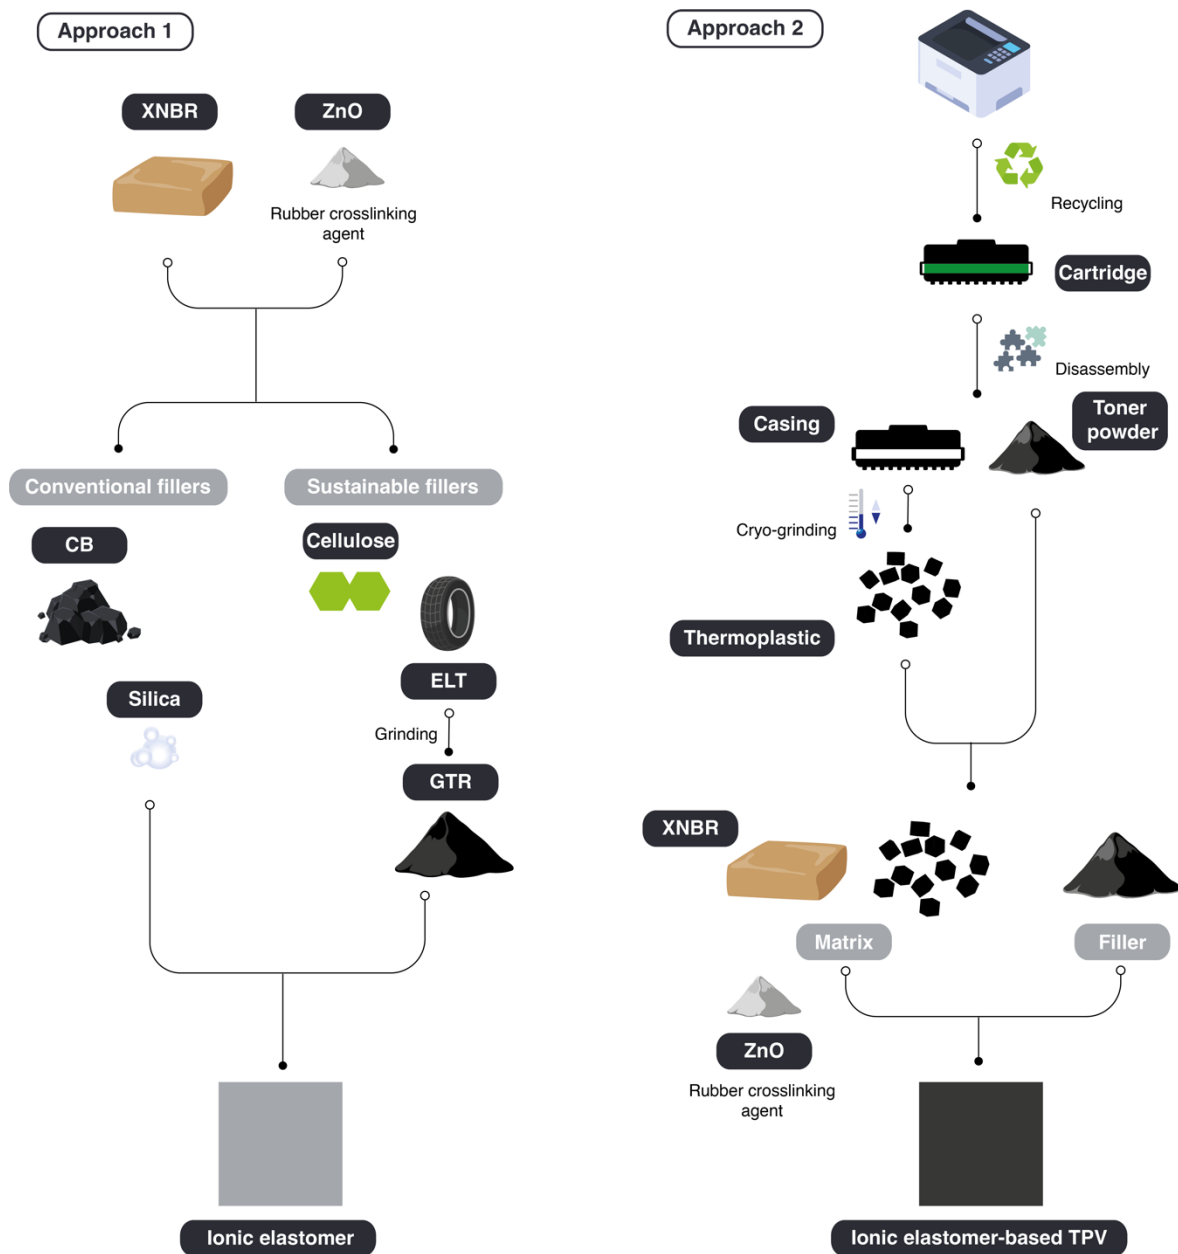 Approach 1
XNBR
ZnO
Rubber crosslinking
agent
Conventional fillers
Sustainable fillers
CB
Cellulose
Silica
ELT
Grinding
GTR
Ionic elastomer
Approach 2
Recycling
Cartridge
Disassembly
Casing
Toner
powder
Cryo-grinding
Thermoplastic
XNBR
Matrix
Filler
ZnO
Rubber crosslinking
agent
Ionic elastomer-based TPV